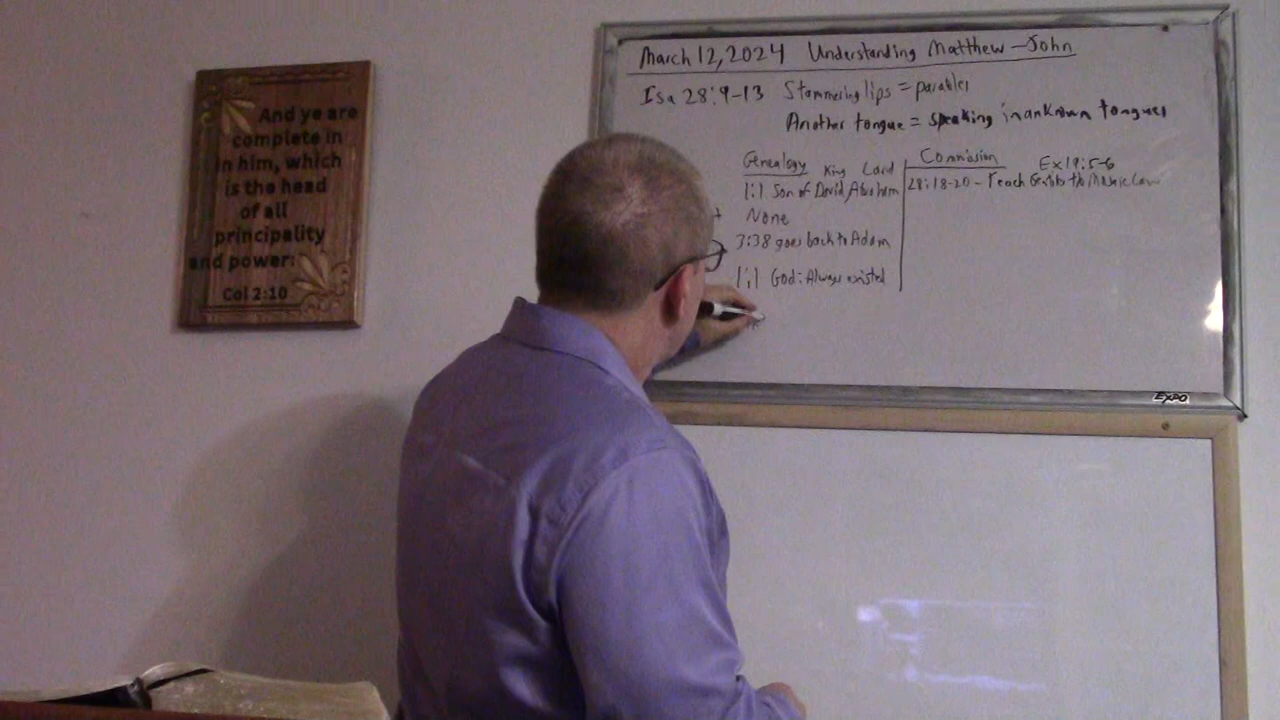 And ye are
complete in
in him, which
is the head
of all
principality
and power:
Col 2:10
March 12, 2024 Understanding Matthew-John
Isa 28:9-13 Stammering lips = parables
Another tongue = speaking in unknown tongues
Genealogy King Land
1:1 Son of David, Abraham
None
3:38 goes back to Adam
1:1 God: Always existed
Commission Ex 19:5-6
28:18-20 - Teach the Law
EXPO